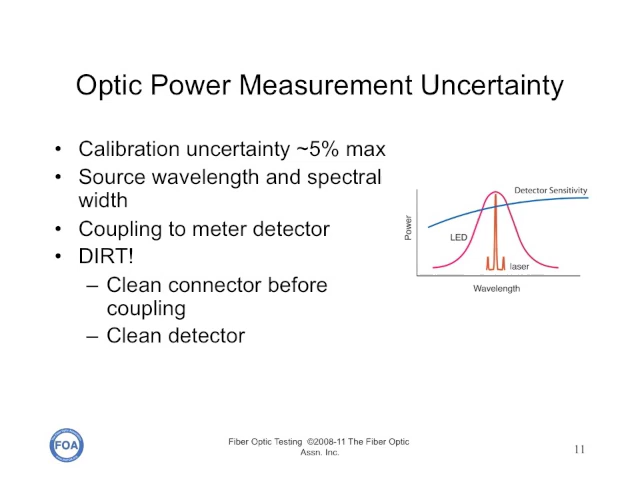 Optic Power Measurement Uncertainty
• Calibration uncertainty ~5% max
• Source wavelength and spectral
width
• Coupling to meter detector
• DIRT!
– Clean connector before
coupling
– Clean detector
Detector Sensitivity
Power
LED
laser
Wavelength
FOA
Fiber Optic Testing ©2008-11 The Fiber Optic
Assn. Inc.
11